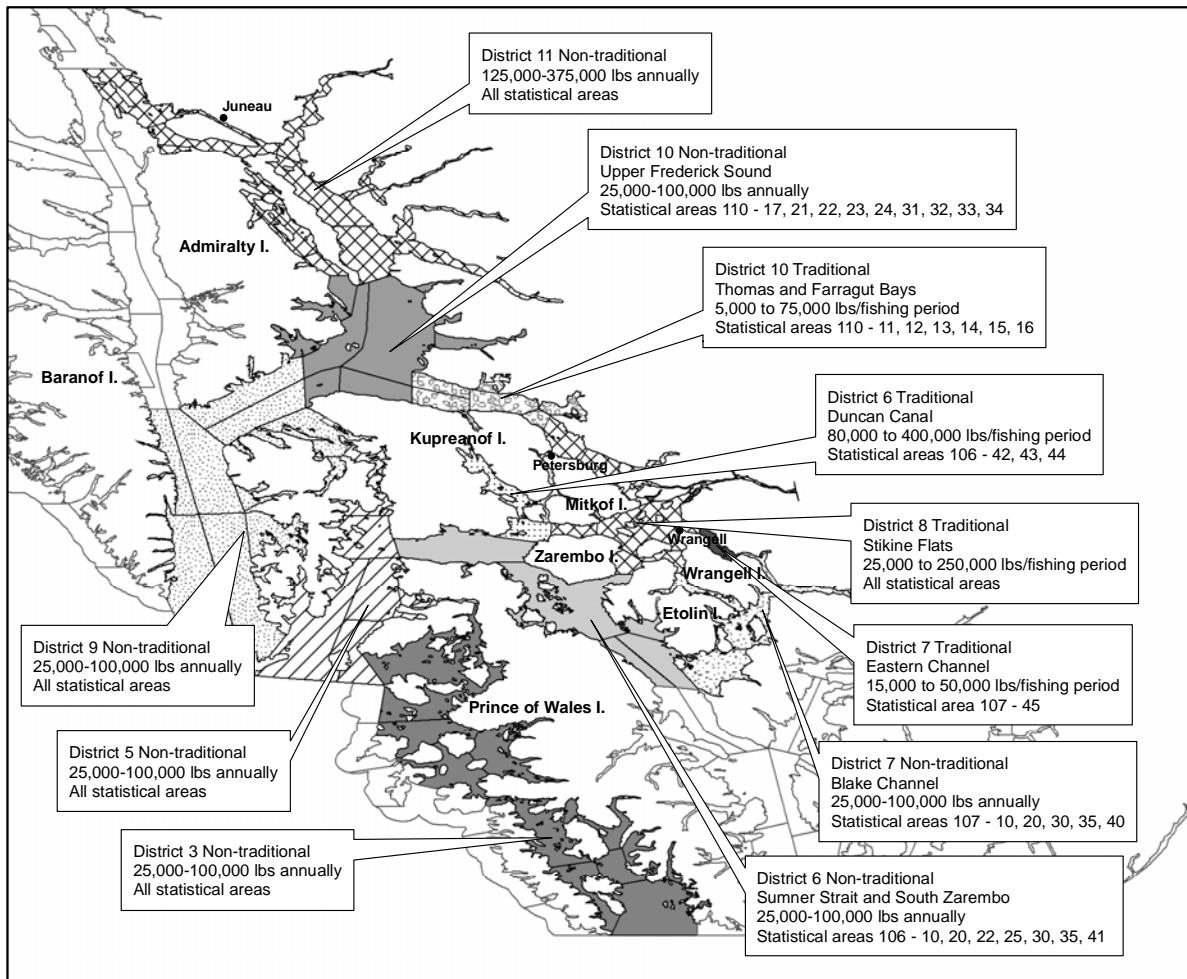 District 11 Non-traditional
125,000-375,000 lbs annually
All statistical areas
Juneau
District 10 Non-traditional
Upper Frederick Sound
25,000-100,000 lbs annually
Statistical areas 110 - 17, 21, 22, 23, 24, 31, 32, 33, 34
Admiralty I.
District 10 Traditional
Thomas and Farragut Bays
5,000 to 75,000 lbs/fishing period
Statistical areas 110 - 11, 12, 13, 14, 15, 16
Baranof I.
District 6 Traditional
Duncan Canal
80,000 to 400,000 lbs/fishing period
Statistical areas 106 - 42, 43, 44
Kupreanof I.
Petersburg
Mitkof I.
District 8 Traditional
Stikine Flats
25,000 to 250,000 lbs/fishing period
All statistical areas
Wrangell
Zarembo I.
Wrangell I.
Etolin I.
District 9 Non-traditional
25,000-100,000 lbs annually
All statistical areas
District 7 Traditional
Eastern Channel
15,000 to 50,000 lbs/fishing period
Statistical area 107 - 45
Prince of Wales I.
District 5 Non-traditional
25,000-100,000 lbs annually
All statistical areas
District 7 Non-traditional
Blake Channel
25,000-100,000 lbs annually
Statistical areas 107 - 10, 20, 30, 35, 40
District 3 Non-traditional
25,000-100,000 lbs annually
All statistical areas
District 6 Non-traditional
Sumner Strait and South Zarembo
25,000-100,000 lbs annually
Statistical areas 106 - 10, 20, 22, 25, 30, 35, 41